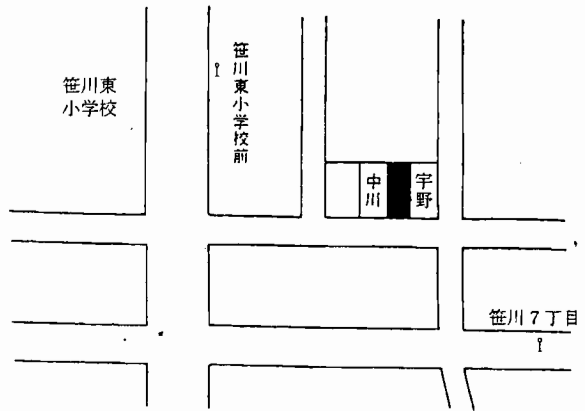 笹川東
小学校
笹川東小学校前
中川
宇野
笹川7丁目